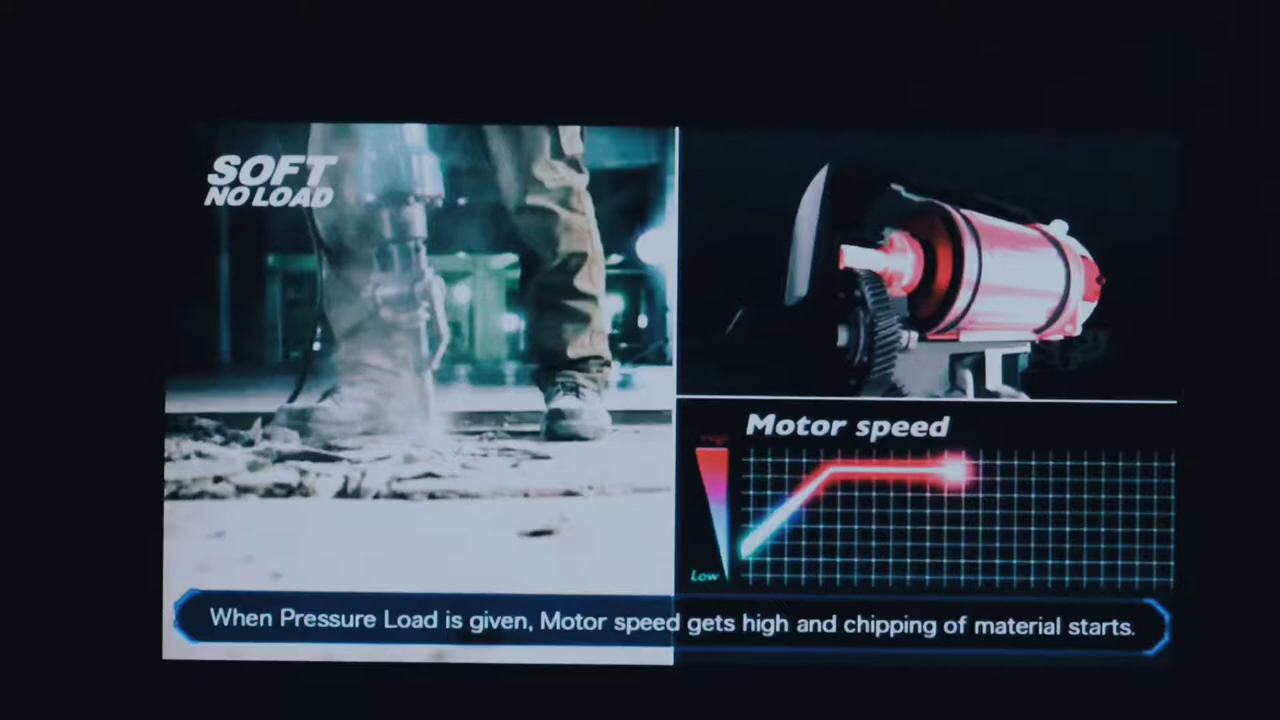 SOFT
NO LOAD
Motor speed
High
Low
When Pressure Load is given, Motor speed gets high and chipping of material starts.